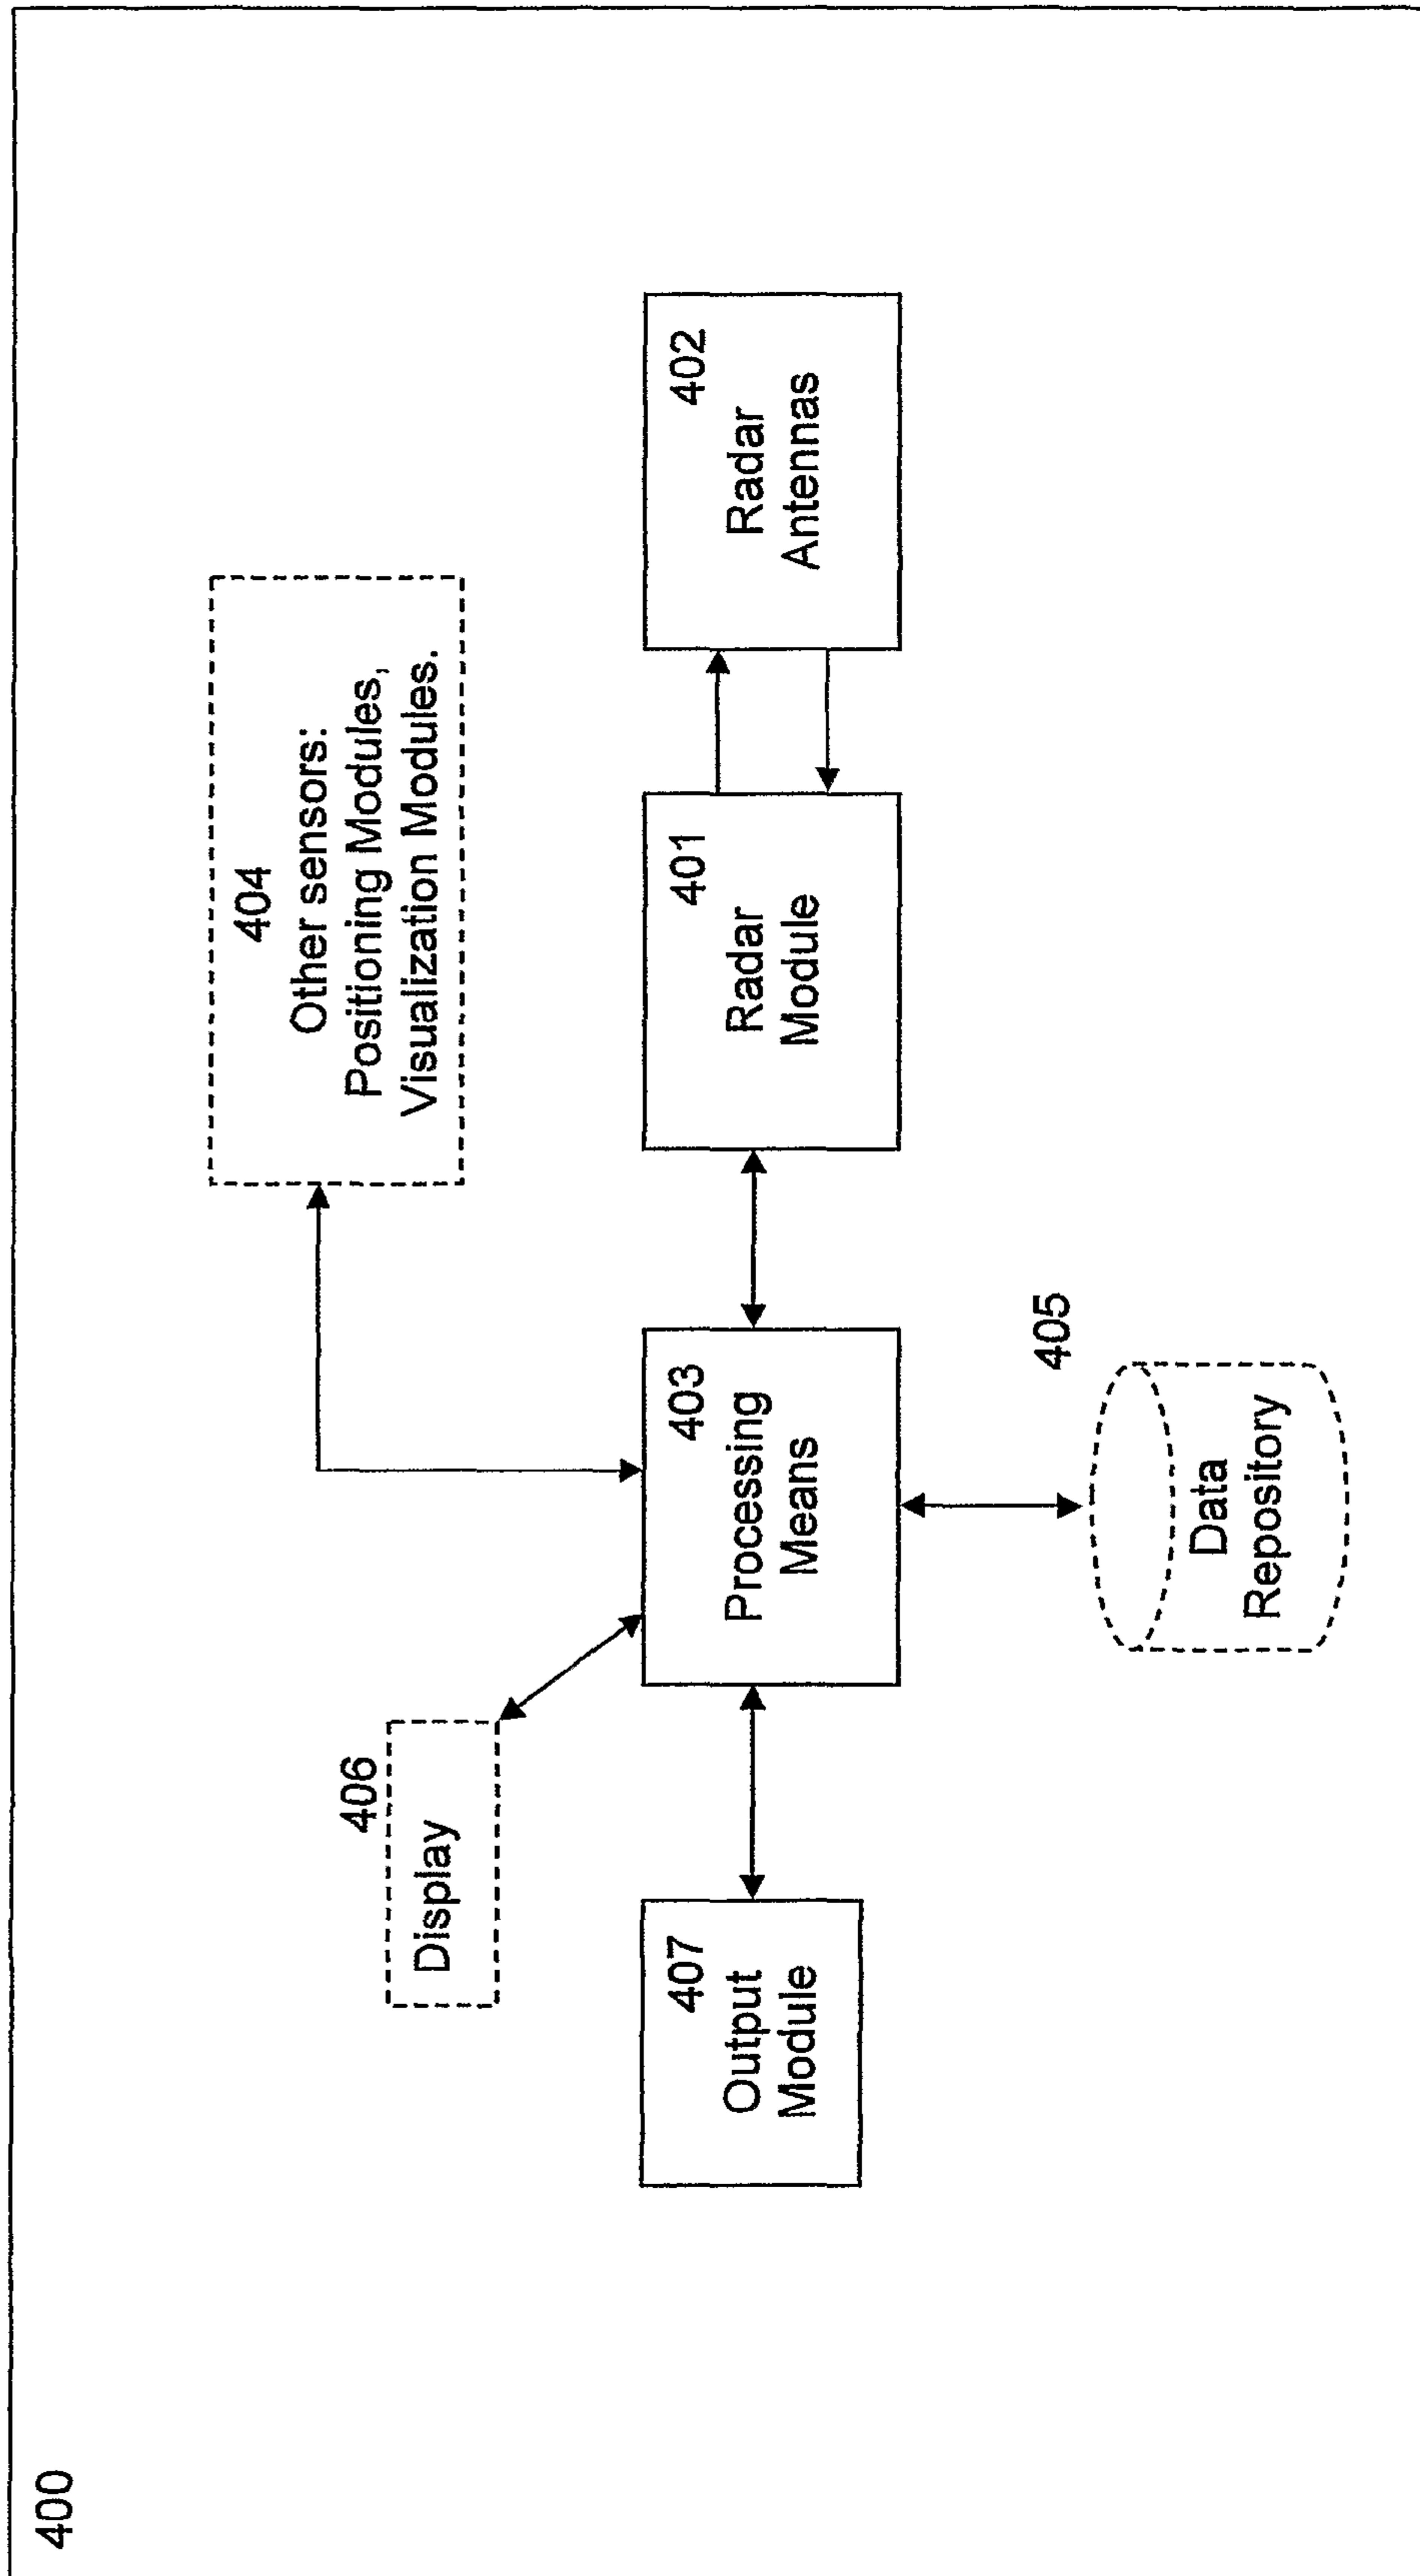 400
404
Other sensors:
Positioning Modules,
Visualization Modules.
406
Display
407
Output
Module
403
Processing
Means
401
Radar
Module
402
Radar
Antennas
405
Data
Repository